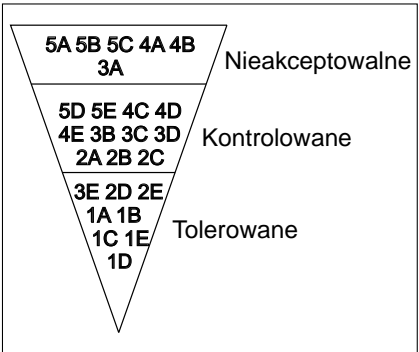 5A 5B 5C 4A 4B
3A
Nieakceptowalne
5D 5E 4C 4D
4E 3B 3C 3D
2A 2B 2C
Kontrolowane
3E 2D 2E
1A 1B
1C 1E
1D
Tolerowane